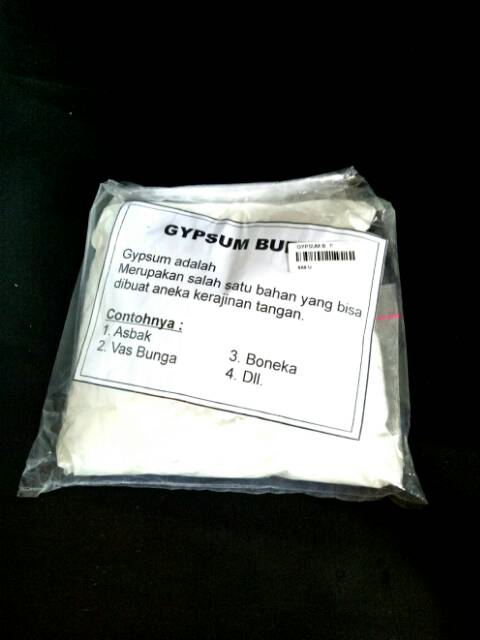 GYPSUM BU
GYPSUM B
Gypsum adalah
Merupakan salah satu bahan yang bisa
dibuat aneka kerajinan tangan.
Contohnya :
1. Asbak
2. Vas Bunga
3. Boneka
4. Dll.